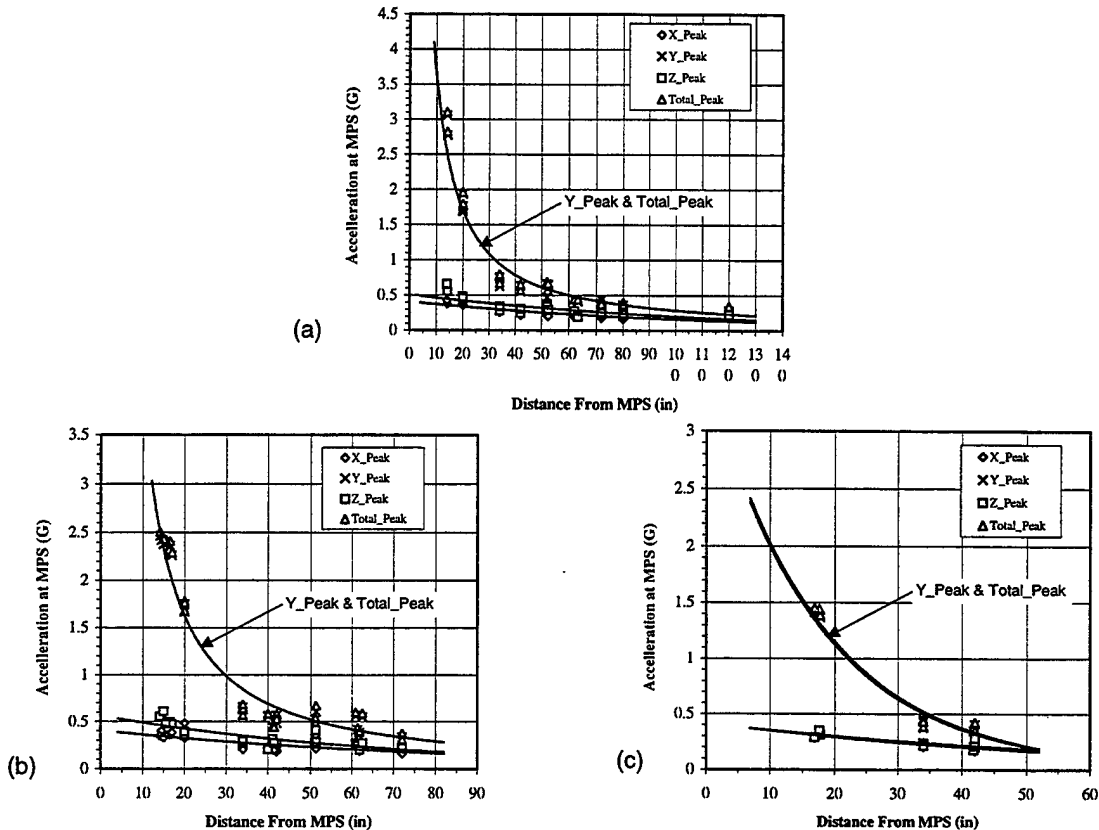 4.5
4
3.5
3
2.5
2
1.5
1
0.5
0
Accelleration at MPS (G)
X_Peak
Y_Peak
Z_Peak
Total_Peak
Y_Peak & Total_Peak
(a)
0 10 20 30 40 50 60 70 80 90 10 11 12 13 14
0 0 0 0 0
Distance From MPS (in)
3.5
3
2.5
2
1.5
1
0.5
0
Accelleration at MPS (G)
X_Peak
Y_Peak
Z_Peak
Total_Peak
Y_Peak & Total_Peak
(b)
0 10 20 30 40 50 60 70 80 90
Distance From MPS (in)
3
2.5
2
1.5
1
0.5
0
Accelleration at MPS (G)
X_Peak
Y_Peak
Z_Peak
Total_Peak
Y_Peak & Total_Peak
(c)
0 10 20 30 40 50 60
Distance From MPS (in)